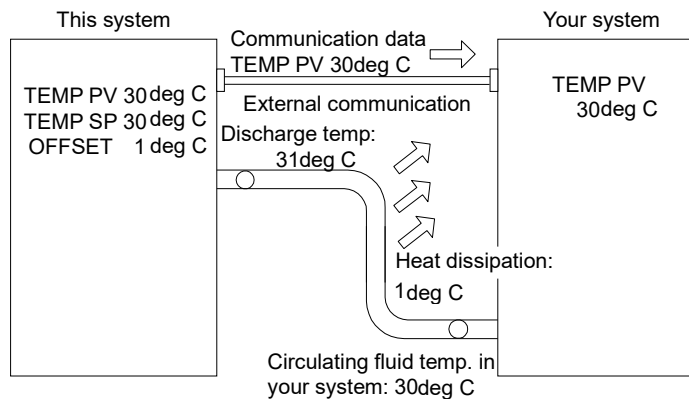 This system
Your system
Communication data
TEMP PV 30deg C
External communication
TEMP PV 30deg C
TEMP SP 30deg C
OFFSET 1 deg C
TEMP PV
30deg C
Discharge temp:
31deg C
Heat dissipation:
1deg C
Circulating fluid temp. in
your system: 30deg C